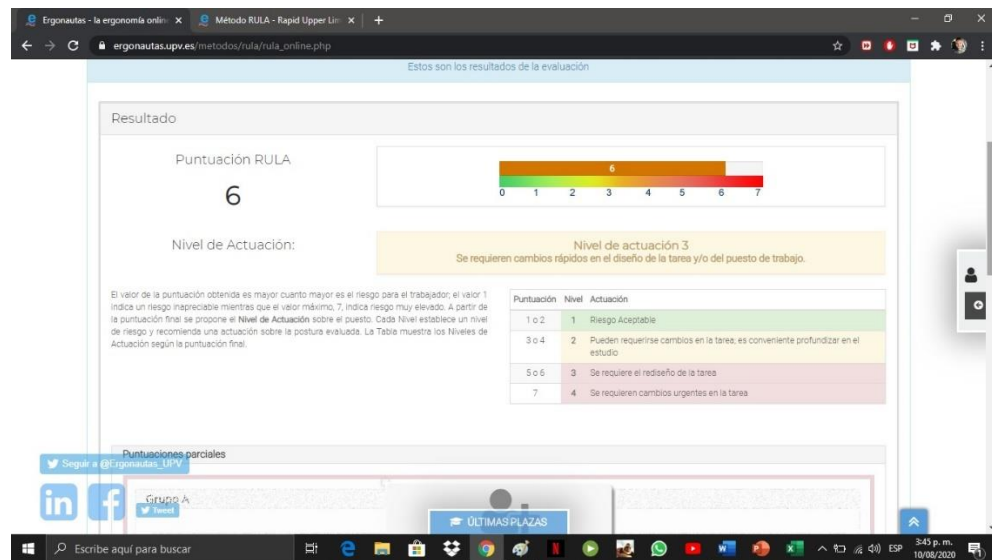 Ergonautas - la ergonomía onlin
Método RULA - Rapid Upper Lim
ergonautas.upv.es/metodos/rula/rula_online.php
Estos son los resultados de la evaluación
Resultado
Puntuación RULA
6
6
0 1 2 3 4 5 6 7
Nivel de Actuación:
Nivel de actuación 3
Se requieren cambios rápidos en el diseño de la tarea y/o del puesto de trabajo.
El valor de la puntuación obtenida es mayor cuanto mayor es el riesgo para el trabajador; el valor 1
indica un riesgo inapreciable mientras que el valor máximo, 7, indica riesgo muy elevado. A partir de
la puntuación final se propone el Nivel de Actuación sobre el puesto. Cada Nivel establece un nivel
de riesgo y recomienda una actuación sobre la postura evaluada. La Tabla muestra los Niveles de
Actuación según la puntuación final.
Puntuación Nivel Actuación
1 o 2 1 Riesgo Aceptable
3 o 4 2 Pueden requerirse cambios en la tarea; es conveniente profundizar en el
estudio
5 o 6 3 Se requiere el rediseño de la tarea
7 4 Se requieren cambios urgentes en la tarea
Puntuaciones parciales
Seguir a @Ergonautas_UPV
Grupo A
Tweet
ÚLTIMAS PLAZAS
Escribe aquí para buscar
ESP
3:45 p. m.
10/08/2020